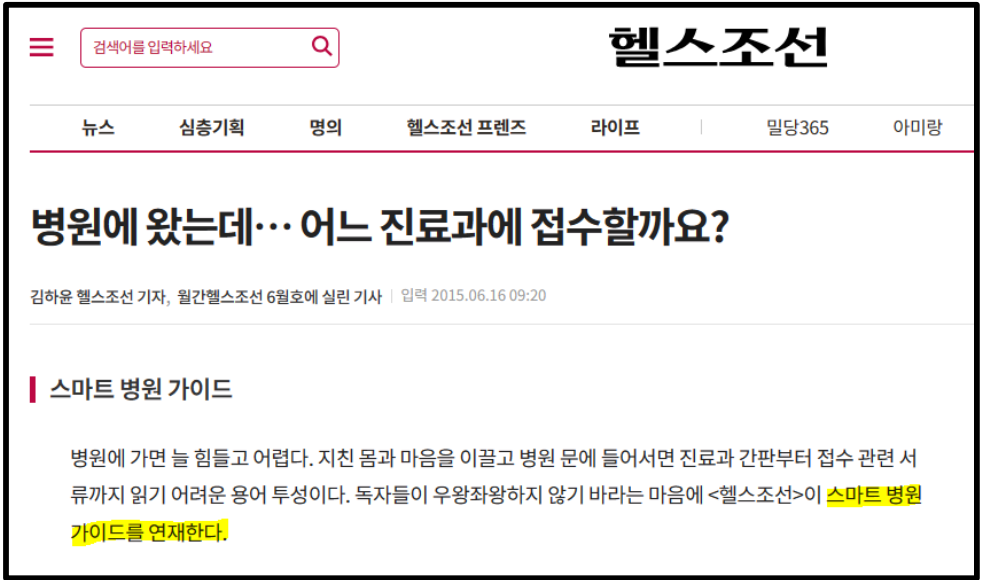 검색어를 입력하세요
헬스조선
뉴스 심층기획 명의 헬스조선 프렌즈 라이프 밀당365 아미랑
병원에 왔는데… 어느 진료과에 접수할까요?
김하윤 헬스조선 기자, 월간헬스조선 6월호에 실린 기사 입력 2015.06.16 09:20
스마트 병원 가이드
병원에 가면 늘 힘들고 어렵다. 지친 몸과 마음을 이끌고 병원 문에 들어서면 진료과 간판부터 접수 관련 서
류까지 읽기 어려운 용어 투성이다. 독자들이 우왕좌왕하지 않기 바라는 마음에 <헬스조선>이 스마트 병원
가이드를 연재한다.